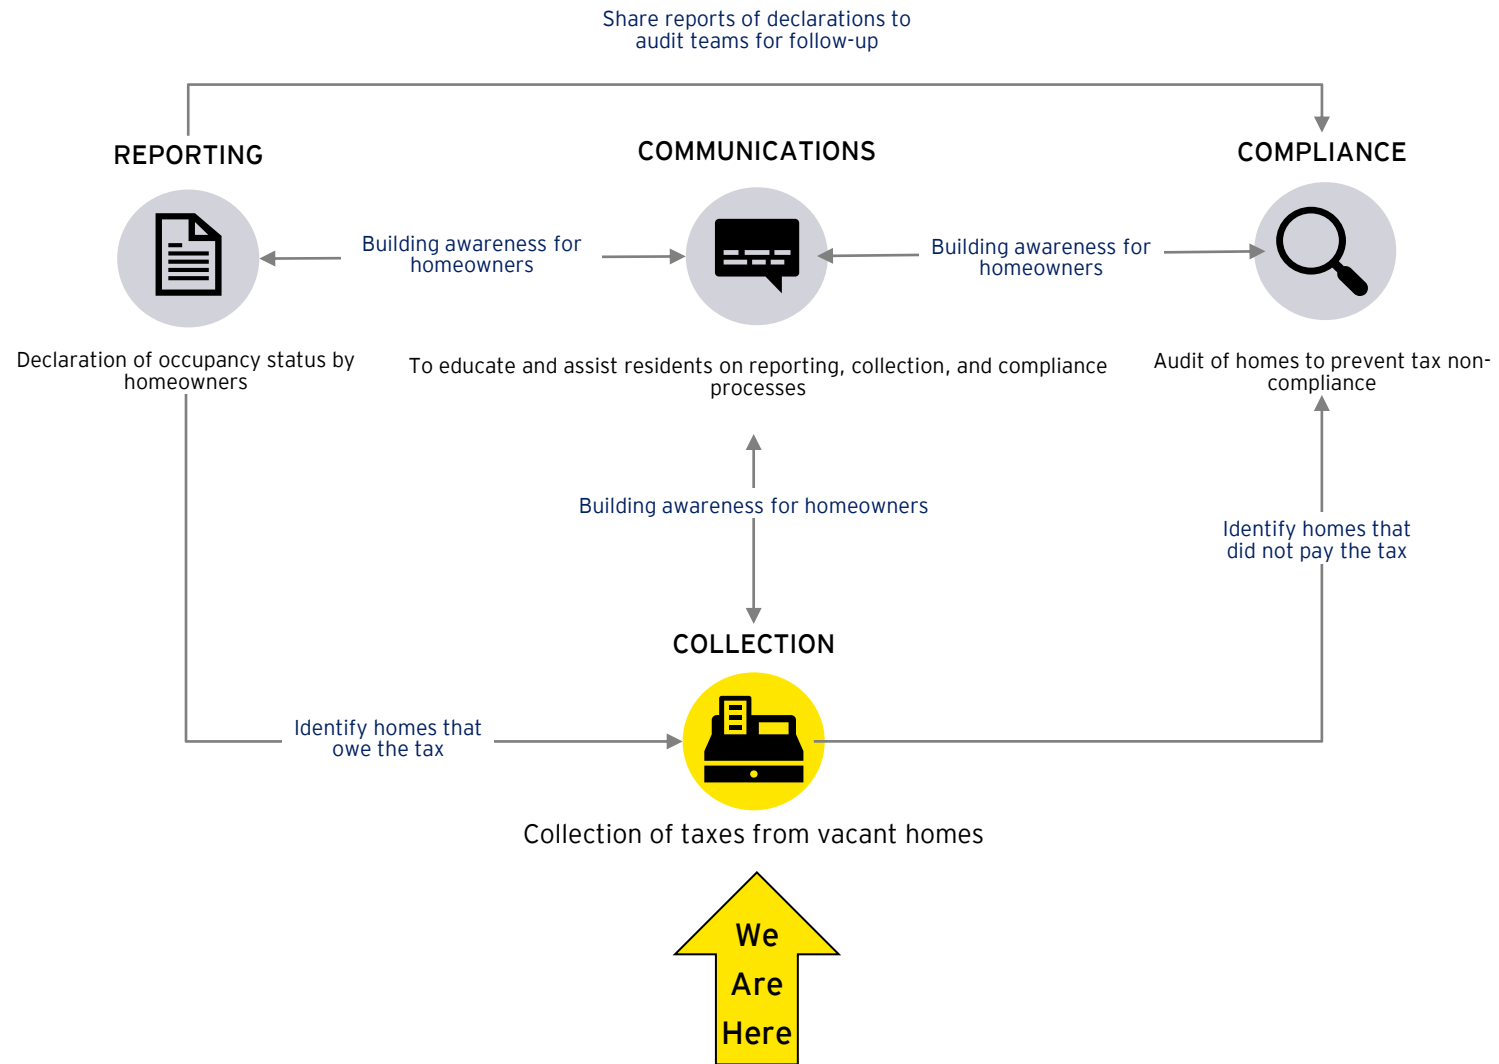 Share reports of declarations to
audit teams for follow-up
REPORTING
COMMUNICATIONS
COMPLIANCE
Building awareness for
homeowners
Building awareness for
homeowners
Declaration of occupancy status by
homeowners
To educate and assist residents on reporting, collection, and compliance
processes
Audit of homes to prevent tax non-
compliance
Building awareness for homeowners
Identify homes that
did not pay the tax
COLLECTION
Identify homes that
owe the tax
Collection of taxes from vacant homes
We
Are
Here